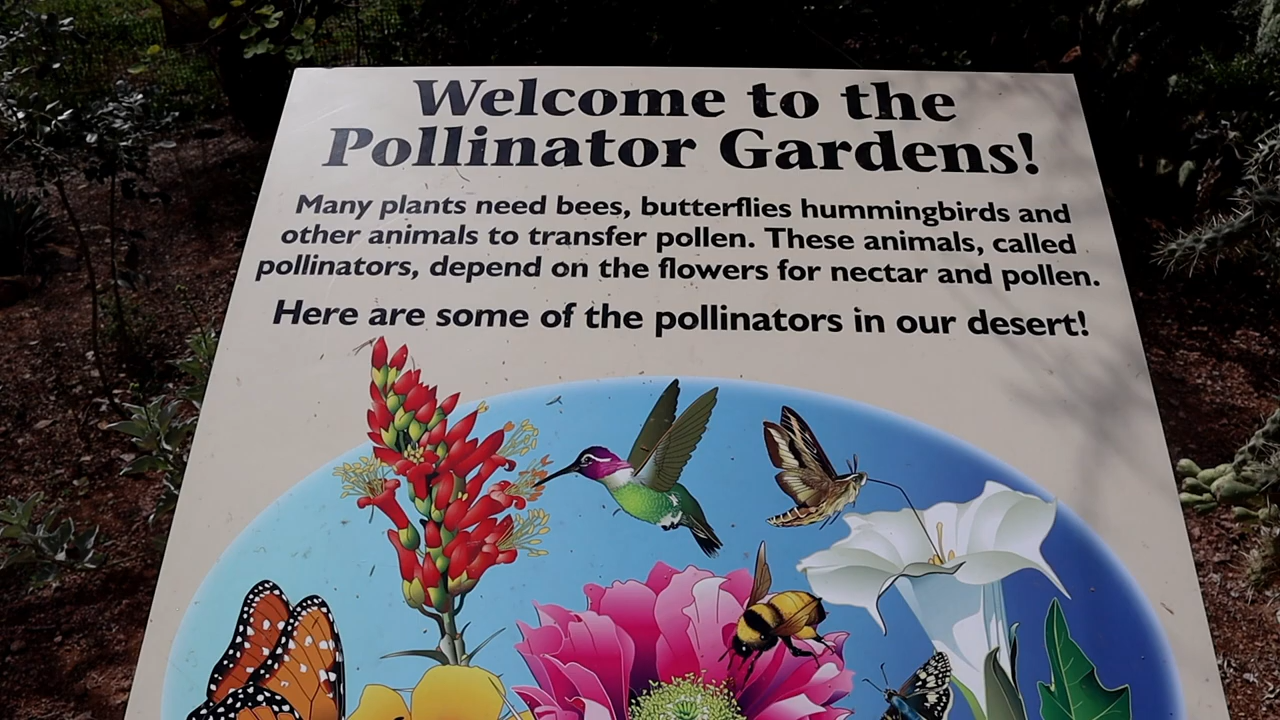 Welcome to the
Pollinator Gardens!
Many plants need bees, butterflies hummingbirds and
other animals to transfer pollen. These animals, called
pollinators, depend on the flowers for nectar and pollen.
Here are some of the pollinators in our desert!